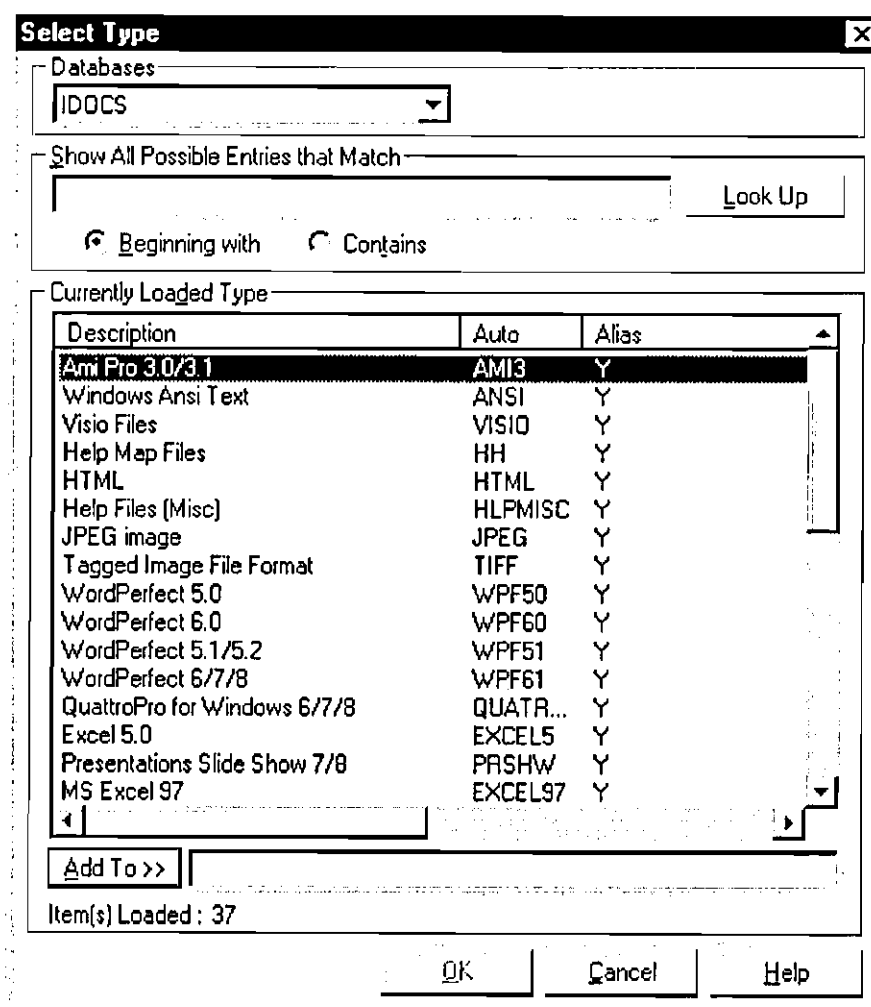 Select Type
Databases
IDOCS
Show All Possible Entries that Match
Look Up
Beginning with Contains
Currently Loaded Type
Description Auto Alias
Ami Pro 3.0/3.1 AMI3 Y
Windows Ansi Text ANSI Y
Visio Files VISIO Y
Help Map Files HH Y
HTML HTML Y
Help Files (Misc) HLPMISC Y
JPEG image JPEG Y
Tagged Image File Format TIFF Y
WordPerfect 5.0 WPF50 Y
WordPerfect 6.0 WPF60 Y
WordPerfect 5.1/5.2 WPF51 Y
WordPerfect 6/7/8 WPF61 Y
QuattroPro for Windows 6/7/8 QUATR... Y
Excel 5.0 EXCEL5 Y
Presentations Slide Show 7/8 PRSHW Y
MS Excel 97 EXCEL97 Y
Add To >>
Item(s) Loaded : 37
OK Cancel Help